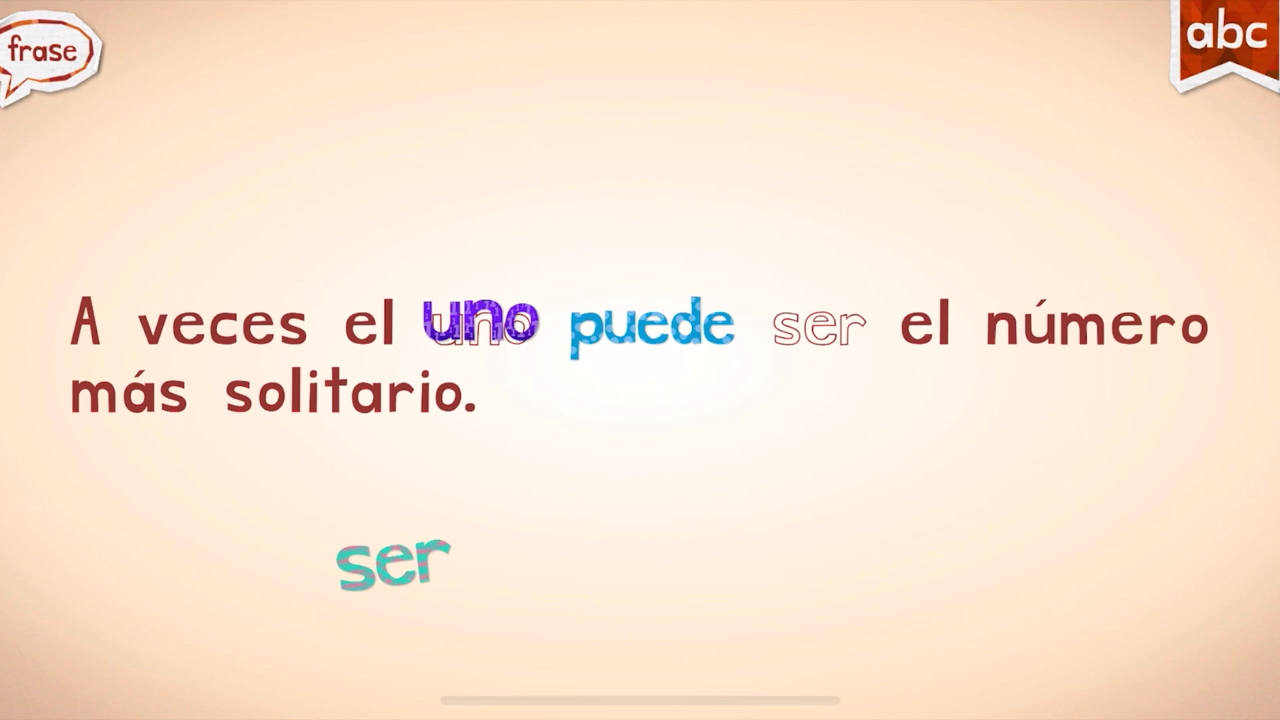 frase
abc
A veces el uno puede ser el número
más solitario.
ser